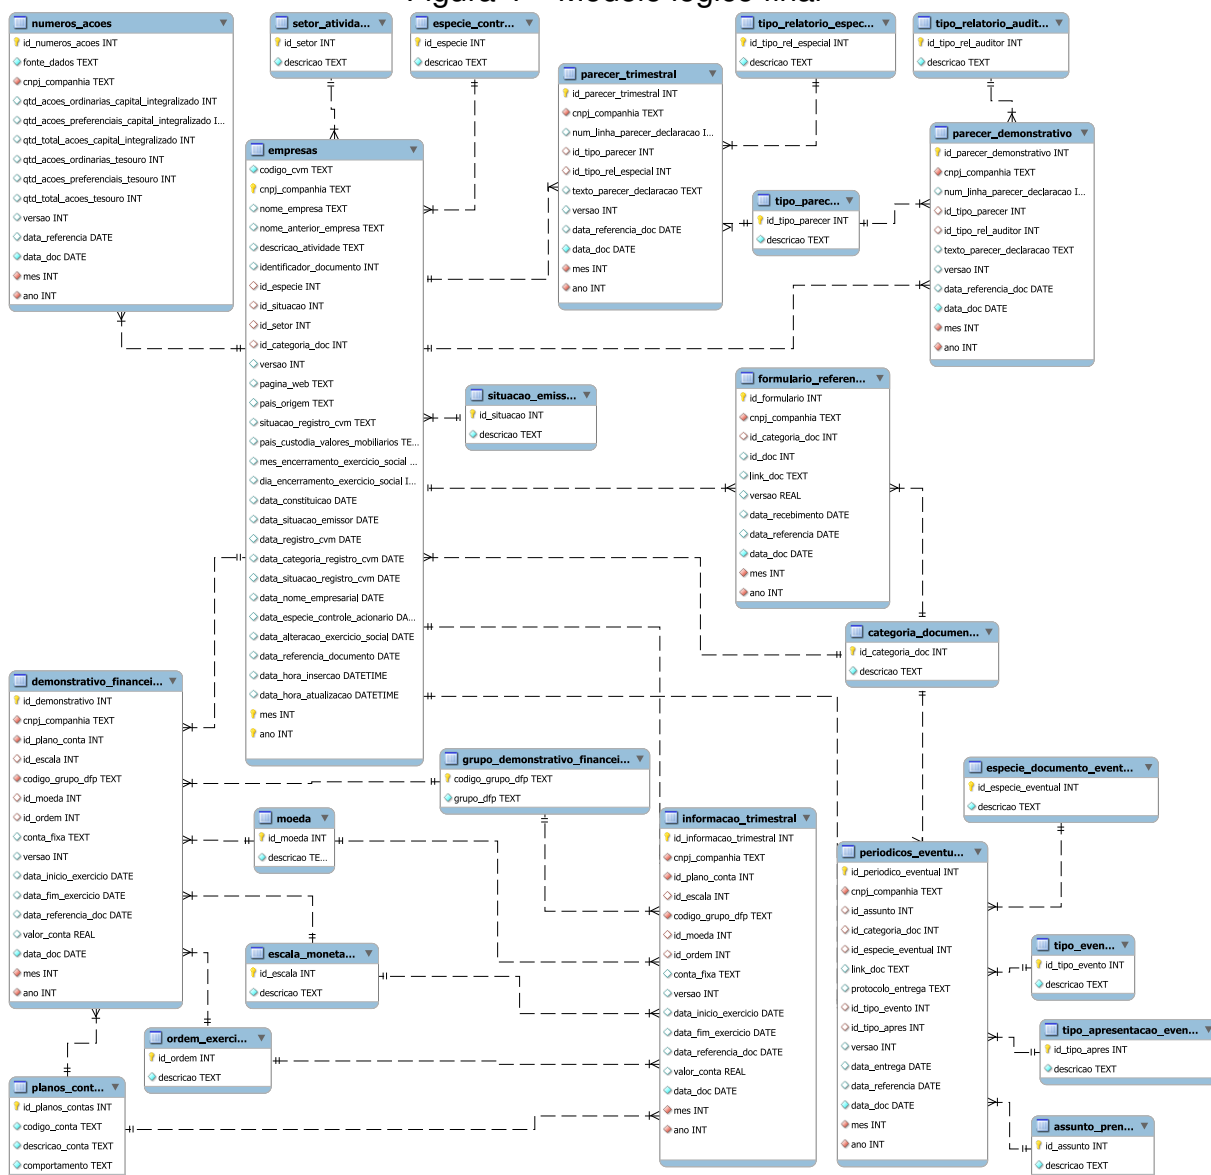 Figura 4 – Modelo lógico final
numeros_acoes
id_numeros_acoes INT
fonte_dados TEXT
cnpj_companhia TEXT
qtd_acoes_ordinarias_capital_integralizado INT
qtd_acoes_preferenciais_capital_integralizado I...
qtd_total_acoes_capital_integralizado INT
qtd_acoes_ordinarias_tesouro INT
qtd_acoes_preferenciais_tesouro INT
qtd_total_acoes_tesouro INT
versao INT
data_referencia DATE
data_doc DATE
mes INT
ano INT
setor_ativida...
id_setor INT
descricao TEXT
especie_contr...
id_especie INT
descricao TEXT
tipo_relatorio_espec...
id_tipo_rel_especial INT
descricao TEXT
tipo_relatorio_audit...
id_tipo_rel_auditor INT
descricao TEXT
parecer_trimestral
id_parecer_trimestral INT
cnpj_companhia TEXT
num_linha_parecer_declaracao I...
id_tipo_parecer INT
id_tipo_rel_especial INT
texto_parecer_declaracao TEXT
versao INT
data_referencia_doc DATE
data_doc DATE
mes INT
ano INT
parecer_demonstrativo
id_parecer_demonstrativo INT
cnpj_companhia TEXT
num_linha_parecer_declaracao I...
id_tipo_parecer INT
id_tipo_rel_auditor INT
texto_parecer_declaracao TEXT
versao INT
data_referencia_doc DATE
data_doc DATE
mes INT
ano INT
tipo_parec...
id_tipo_parecer INT
descricao TEXT
empresas
codigo_cvm TEXT
cnpj_companhia TEXT
nome_empresa TEXT
nome_anterior_empresa TEXT
descricao_atividade TEXT
identificador_documento INT
id_especie INT
id_situacao INT
id_setor INT
id_categoria_doc INT
versao INT
pagina_web TEXT
pais_origem TEXT
situacao_registro_cvm TEXT
pais_custodia_valores_mobiliarios TE...
mes_encerramento_exercicio_social ...
dia_encerramento_exercicio_social I...
data_constituicao DATE
data_situacao_emissor DATE
data_registro_cvm DATE
data_categoria_registro_cvm DATE
data_situacao_registro_cvm DATE
data_nome_empresarial DATE
data_especie_controle_acionario DA...
data_alteracao_exercicio_social DATE
data_referencia_documento DATE
data_hora_insercao DATETIME
data_hora_atualizacao DATETIME
mes INT
ano INT
situacao_emiss...
id_situacao INT
descricao TEXT
formulario_referen...
id_formulario INT
cnpj_companhia TEXT
id_categoria_doc INT
id_doc INT
link_doc TEXT
versao REAL
data_recebimento DATE
data_referencia DATE
data_doc DATE
mes INT
ano INT
categoria_documen...
id_categoria_doc INT
descricao TEXT
demonstrativo_financei...
id_demonstrativo INT
cnpj_companhia TEXT
id_plano_conta INT
id_escala INT
codigo_grupo_dfp TEXT
id_moeda INT
id_ordem INT
conta_fixa TEXT
versao INT
data_inicio_exercicio DATE
data_fim_exercicio DATE
data_referencia_doc DATE
valor_conta REAL
data_doc DATE
mes INT
ano INT
grupo_demonstrativo_financei...
codigo_grupo_dfp TEXT
grupo_dfp TEXT
moeda
id_moeda INT
descricao TE...
escala_moneta...
id_escala INT
descricao TEXT
ordem_exerci...
id_ordem INT
descricao TEXT
planos_cont...
id_planos_contas INT
codigo_conta TEXT
descricao_conta TEXT
comportamento TEXT
informacao_trimestral
id_informacao_trimestral INT
cnpj_companhia TEXT
id_plano_conta INT
id_escala INT
codigo_grupo_dfp TEXT
id_moeda INT
id_ordem INT
conta_fixa TEXT
versao INT
data_inicio_exercicio DATE
data_fim_exercicio DATE
data_referencia_doc DATE
valor_conta REAL
data_doc DATE
mes INT
ano INT
especie_documento_event...
id_especie_eventual INT
descricao TEXT
periodicos_eventu...
id_periodico_eventual INT
cnpj_companhia TEXT
id_assunto INT
id_categoria_doc INT
id_especie_eventual INT
link_doc TEXT
protocolo_entrega TEXT
id_tipo_evento INT
id_tipo_apres INT
versao INT
data_entrega DATE
data_referencia DATE
data_doc DATE
mes INT
ano INT
tipo_even...
id_tipo_evento INT
descricao TEXT
tipo_apresentacao_even...
id_tipo_apres INT
descricao TEXT
assunto_pren...
id_assunto INT
descricao TEXT